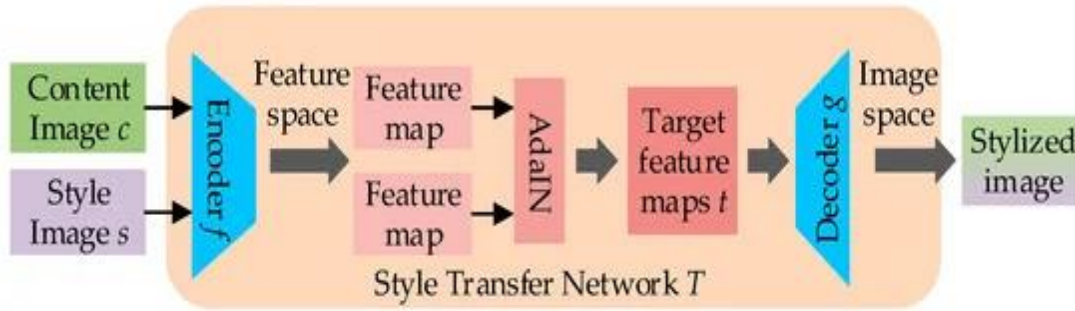 Content
Image c
Style
Image s
Encoder f
Feature
space
Feature
map
Feature
map
AdaIN
Target
feature
maps t
Decoder g
Image
space
Stylized
image
Style Transfer Network T